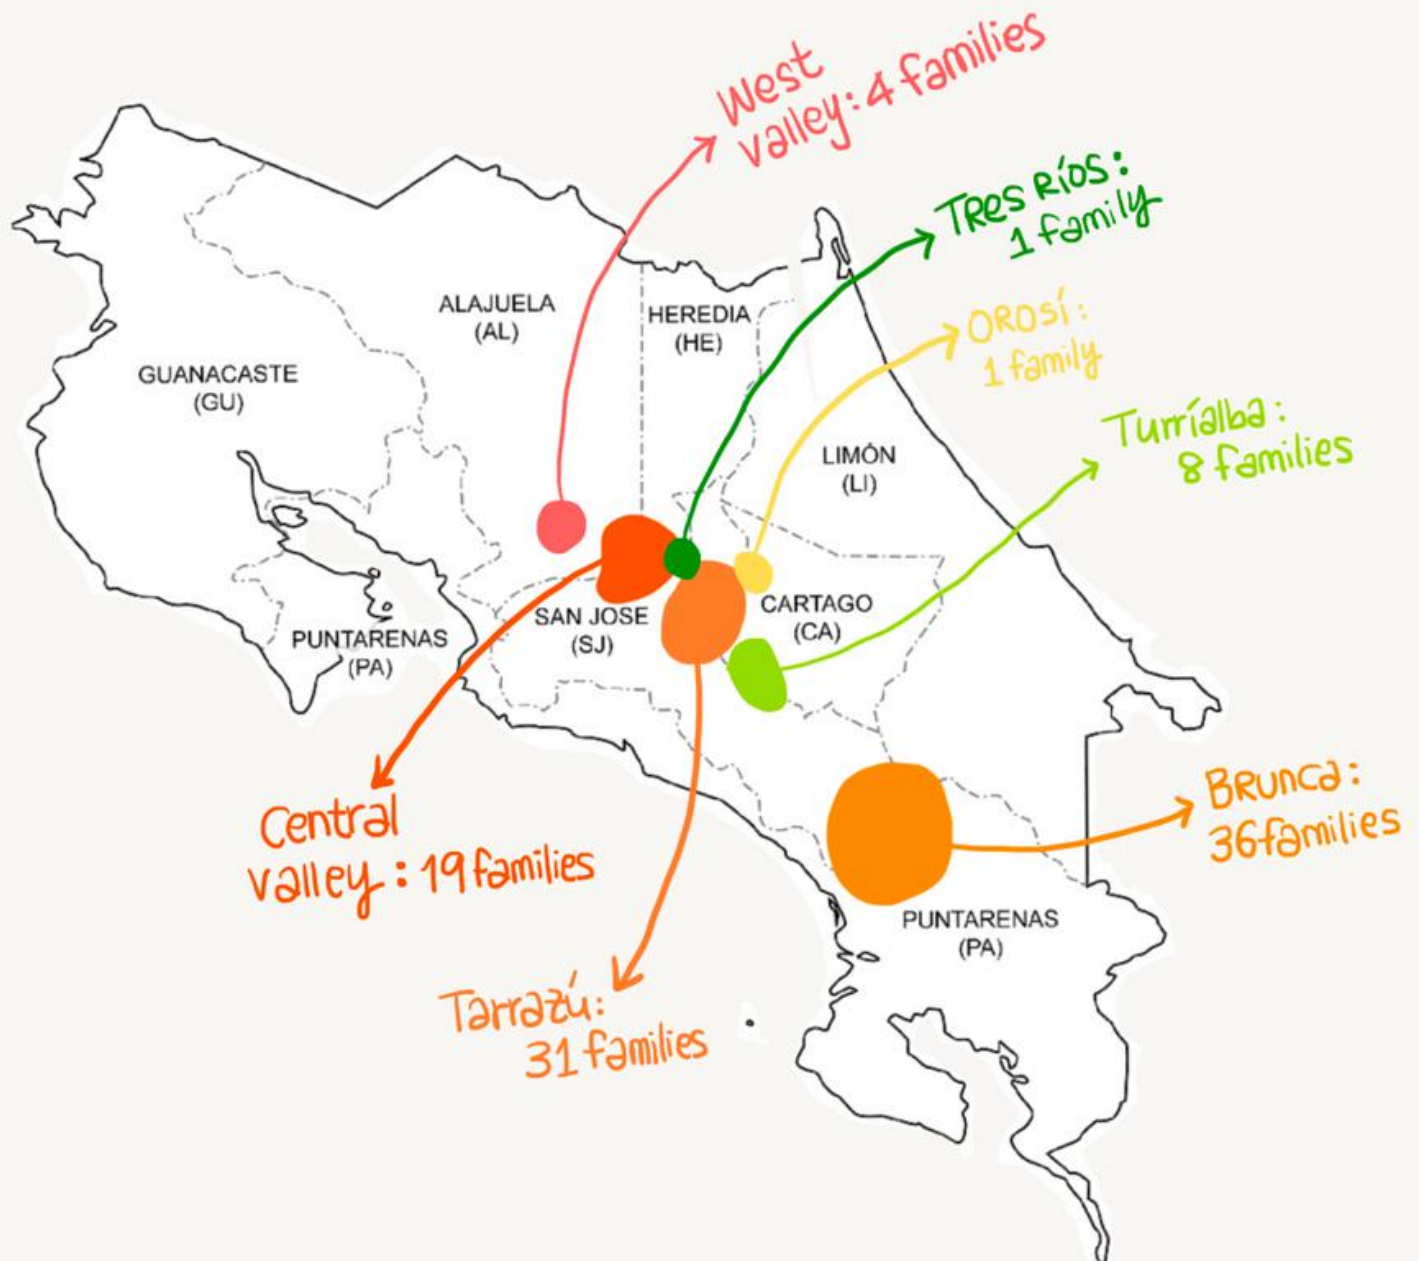 West
valley: 4 families
Tres Ríos:
1 family
Orosí:
1 family
Turríalba:
8 families
ALAJUELA
(AL)
HEREDIA
(HE)
GUANACASTE
(GU)
LIMÓN
(LI)
SAN JOSE
(SJ)
CARTAGO
(CA)
PUNTARENAS
(PA)
Central
valley: 19 families
Brunca:
36 families
PUNTARENAS
(PA)
Tarrazú:
31 families